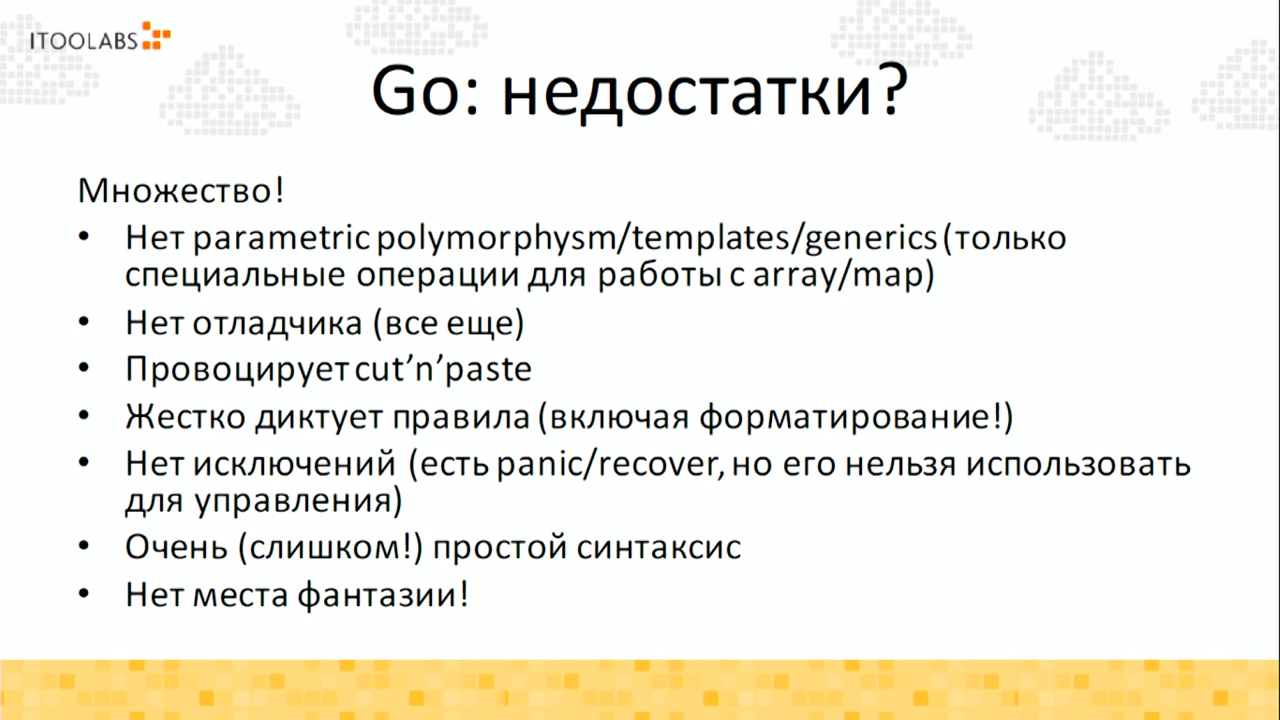 ITOOLABS
Go: недостатки?
Множество!
• Нет parametric polymorphysm/templates/generics (только
специальные операции для работы с array/map)
• Нет отладчика (все еще)
• Провоцирует cut’n’paste
• Жестко диктует правила (включая форматирование!)
• Нет исключений (есть panic/recover, но его нельзя использовать
для управления)
• Очень (слишком!) простой синтаксис
• Нет места фантазии!